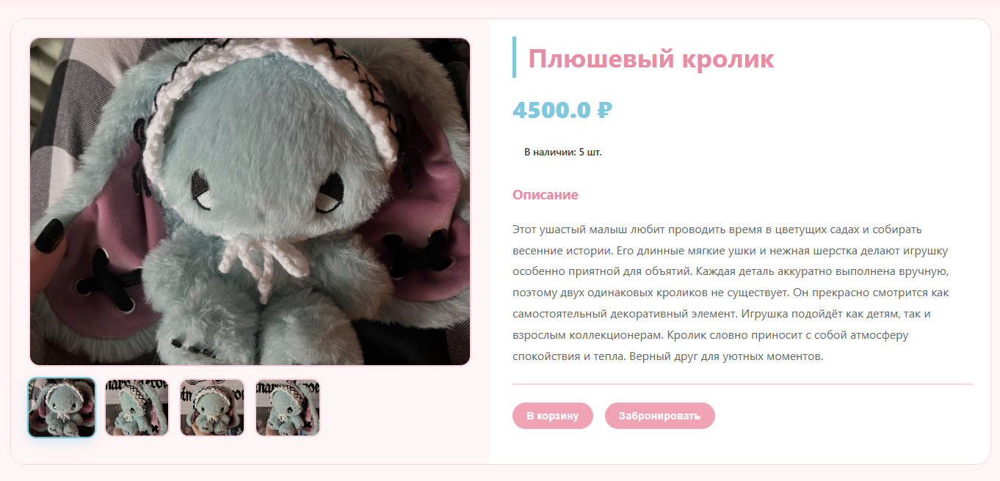 Плюшевый кролик
4500.0 ₽
В наличии: 5 шт.
Описание
Этот ушастый малыш любит проводить время в цветущих садах и собирать
весенние истории. Его длинные мягкие ушки и нежная шерстка делают игрушку
особенно приятной для объятий. Каждая деталь аккуратно выполнена вручную,
поэтому двух одинаковых кроликов не существует. Он прекрасно смотрится как
самостоятельный декоративный элемент. Игрушка подойдёт как детям, так и
взрослым коллекционерам. Кролик словно приносит с собой атмосферу
спокойствия и тепла. Верный друг для уютных моментов.
В корзину
Забронировать